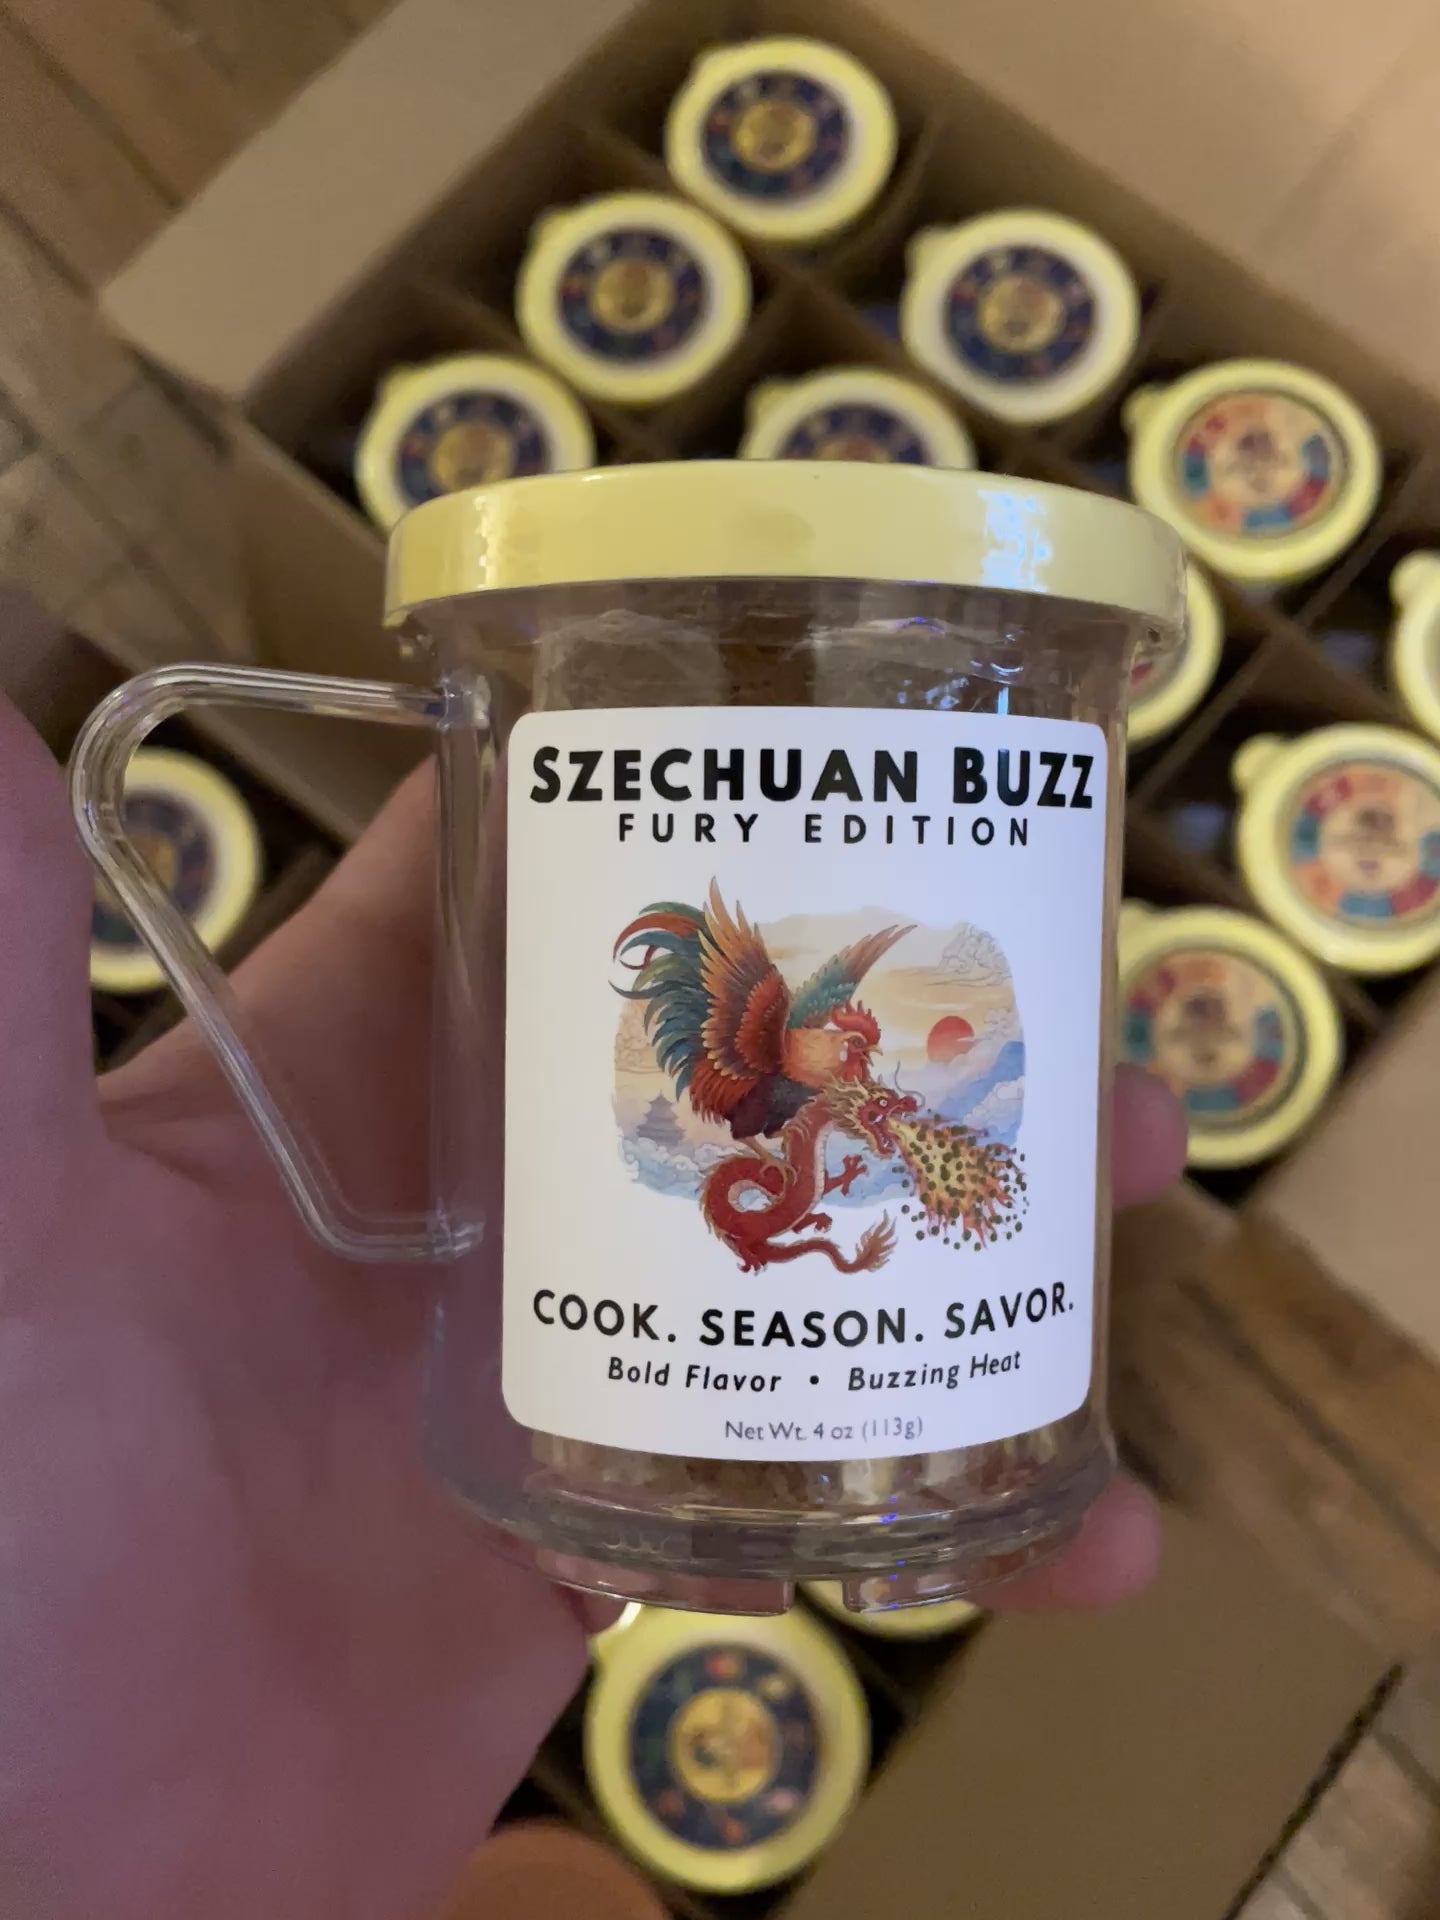 SZECHUAN BUZZ
FURY EDITION
COOK. SEASON. SAVOR.
Bold Flavor • Buzzing Heat
Net Wt. 4 oz (113g)